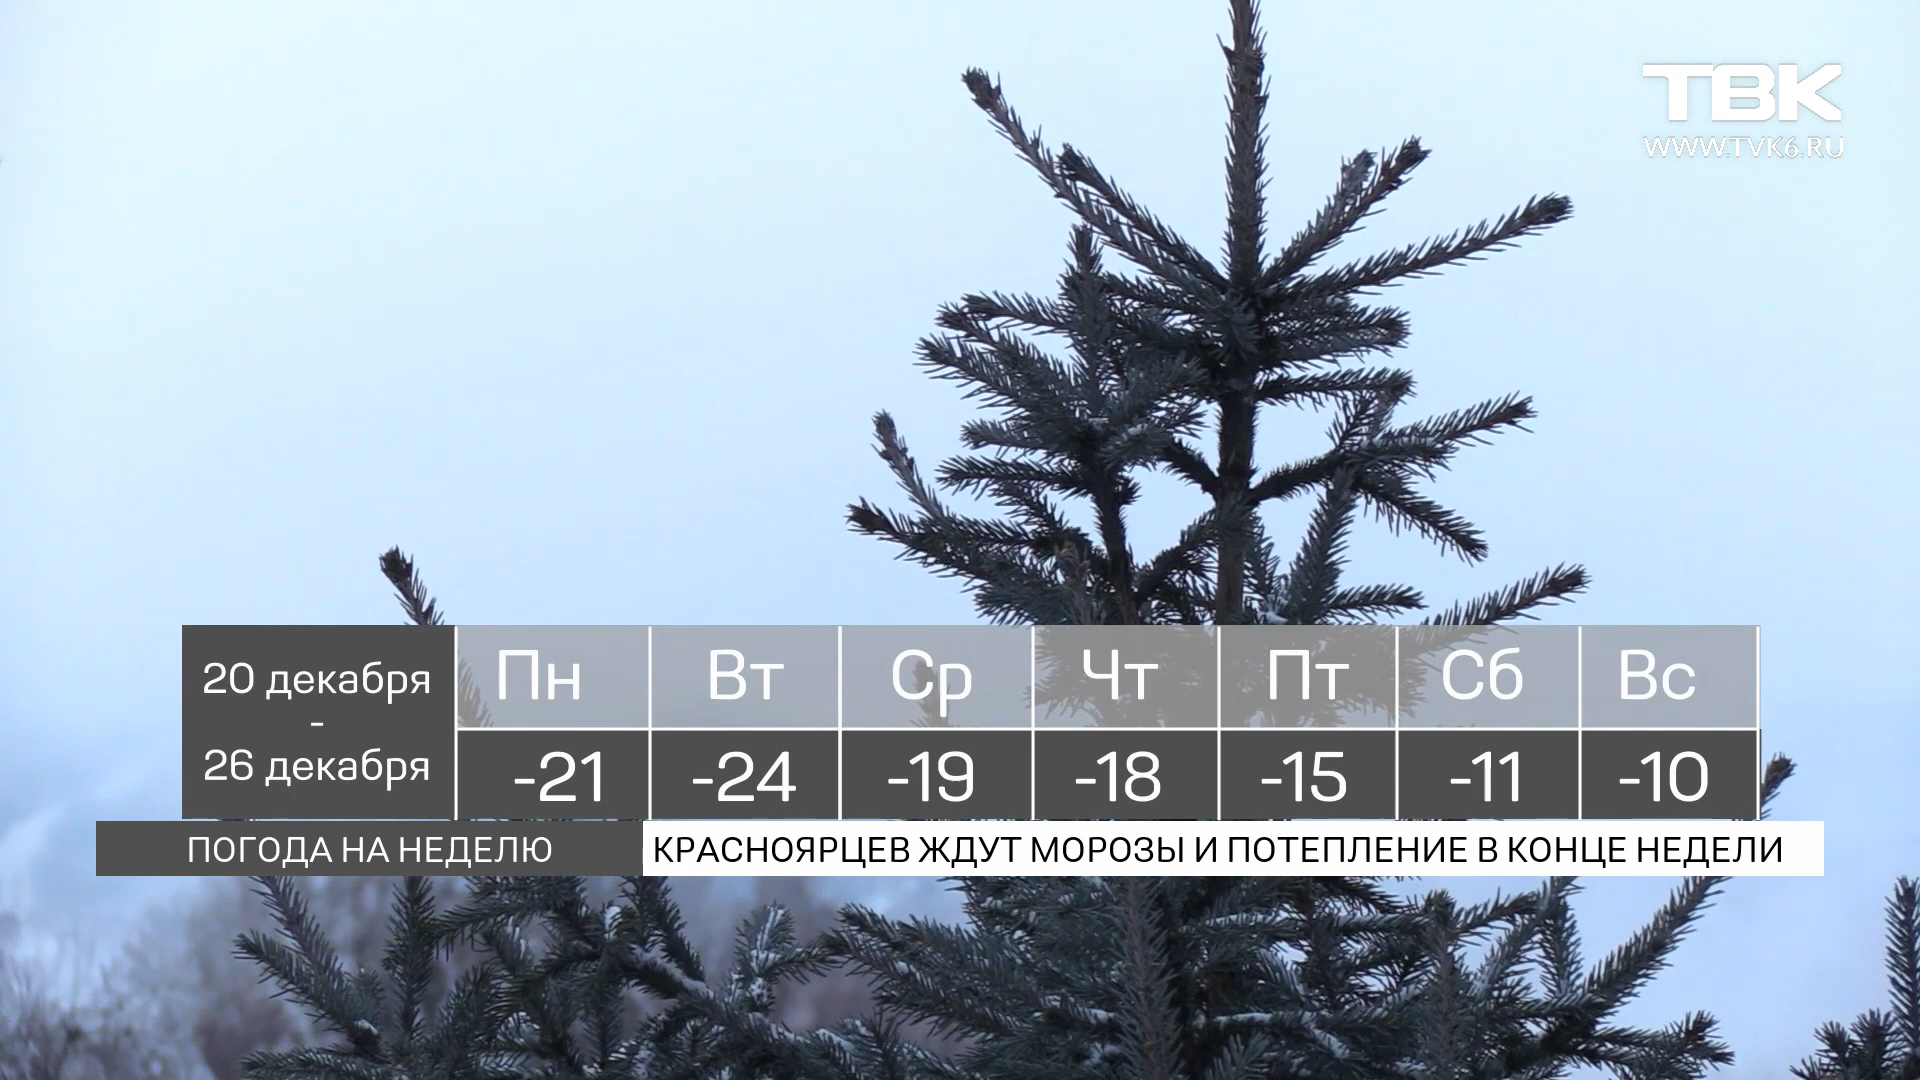 ТВК
WWW.TVK6.RU
20 декабря
-
26 декабря
Пн Вт Ср Чт Пт Сб Вс
-21 -24 -19 -18 -15 -11 -10
ПОГОДА НА НЕДЕЛЮ
КРАСНОЯРЦЕВ ЖДУТ МОРОЗЫ И ПОТЕПЛЕНИЕ В КОНЦЕ НЕДЕЛИ